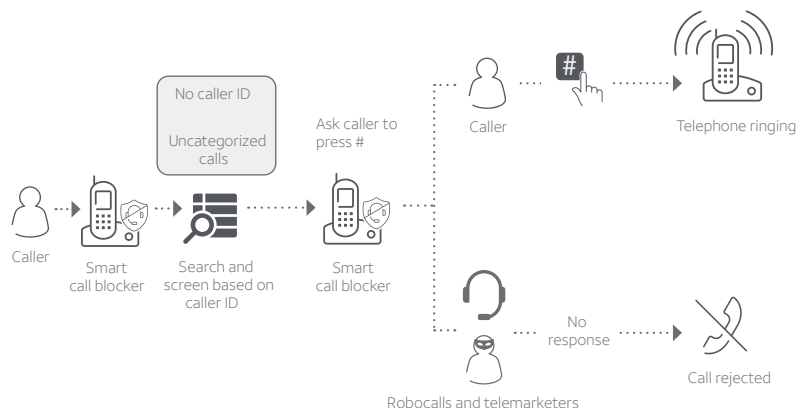 No caller ID
Uncategorized
calls
Caller
Smart
call blocker
Search and
screen based on
caller ID
Ask caller to
press #
Smart
call blocker
Caller
#
Telephone ringing
No
response
Robocalls and telemarketers
Call rejected